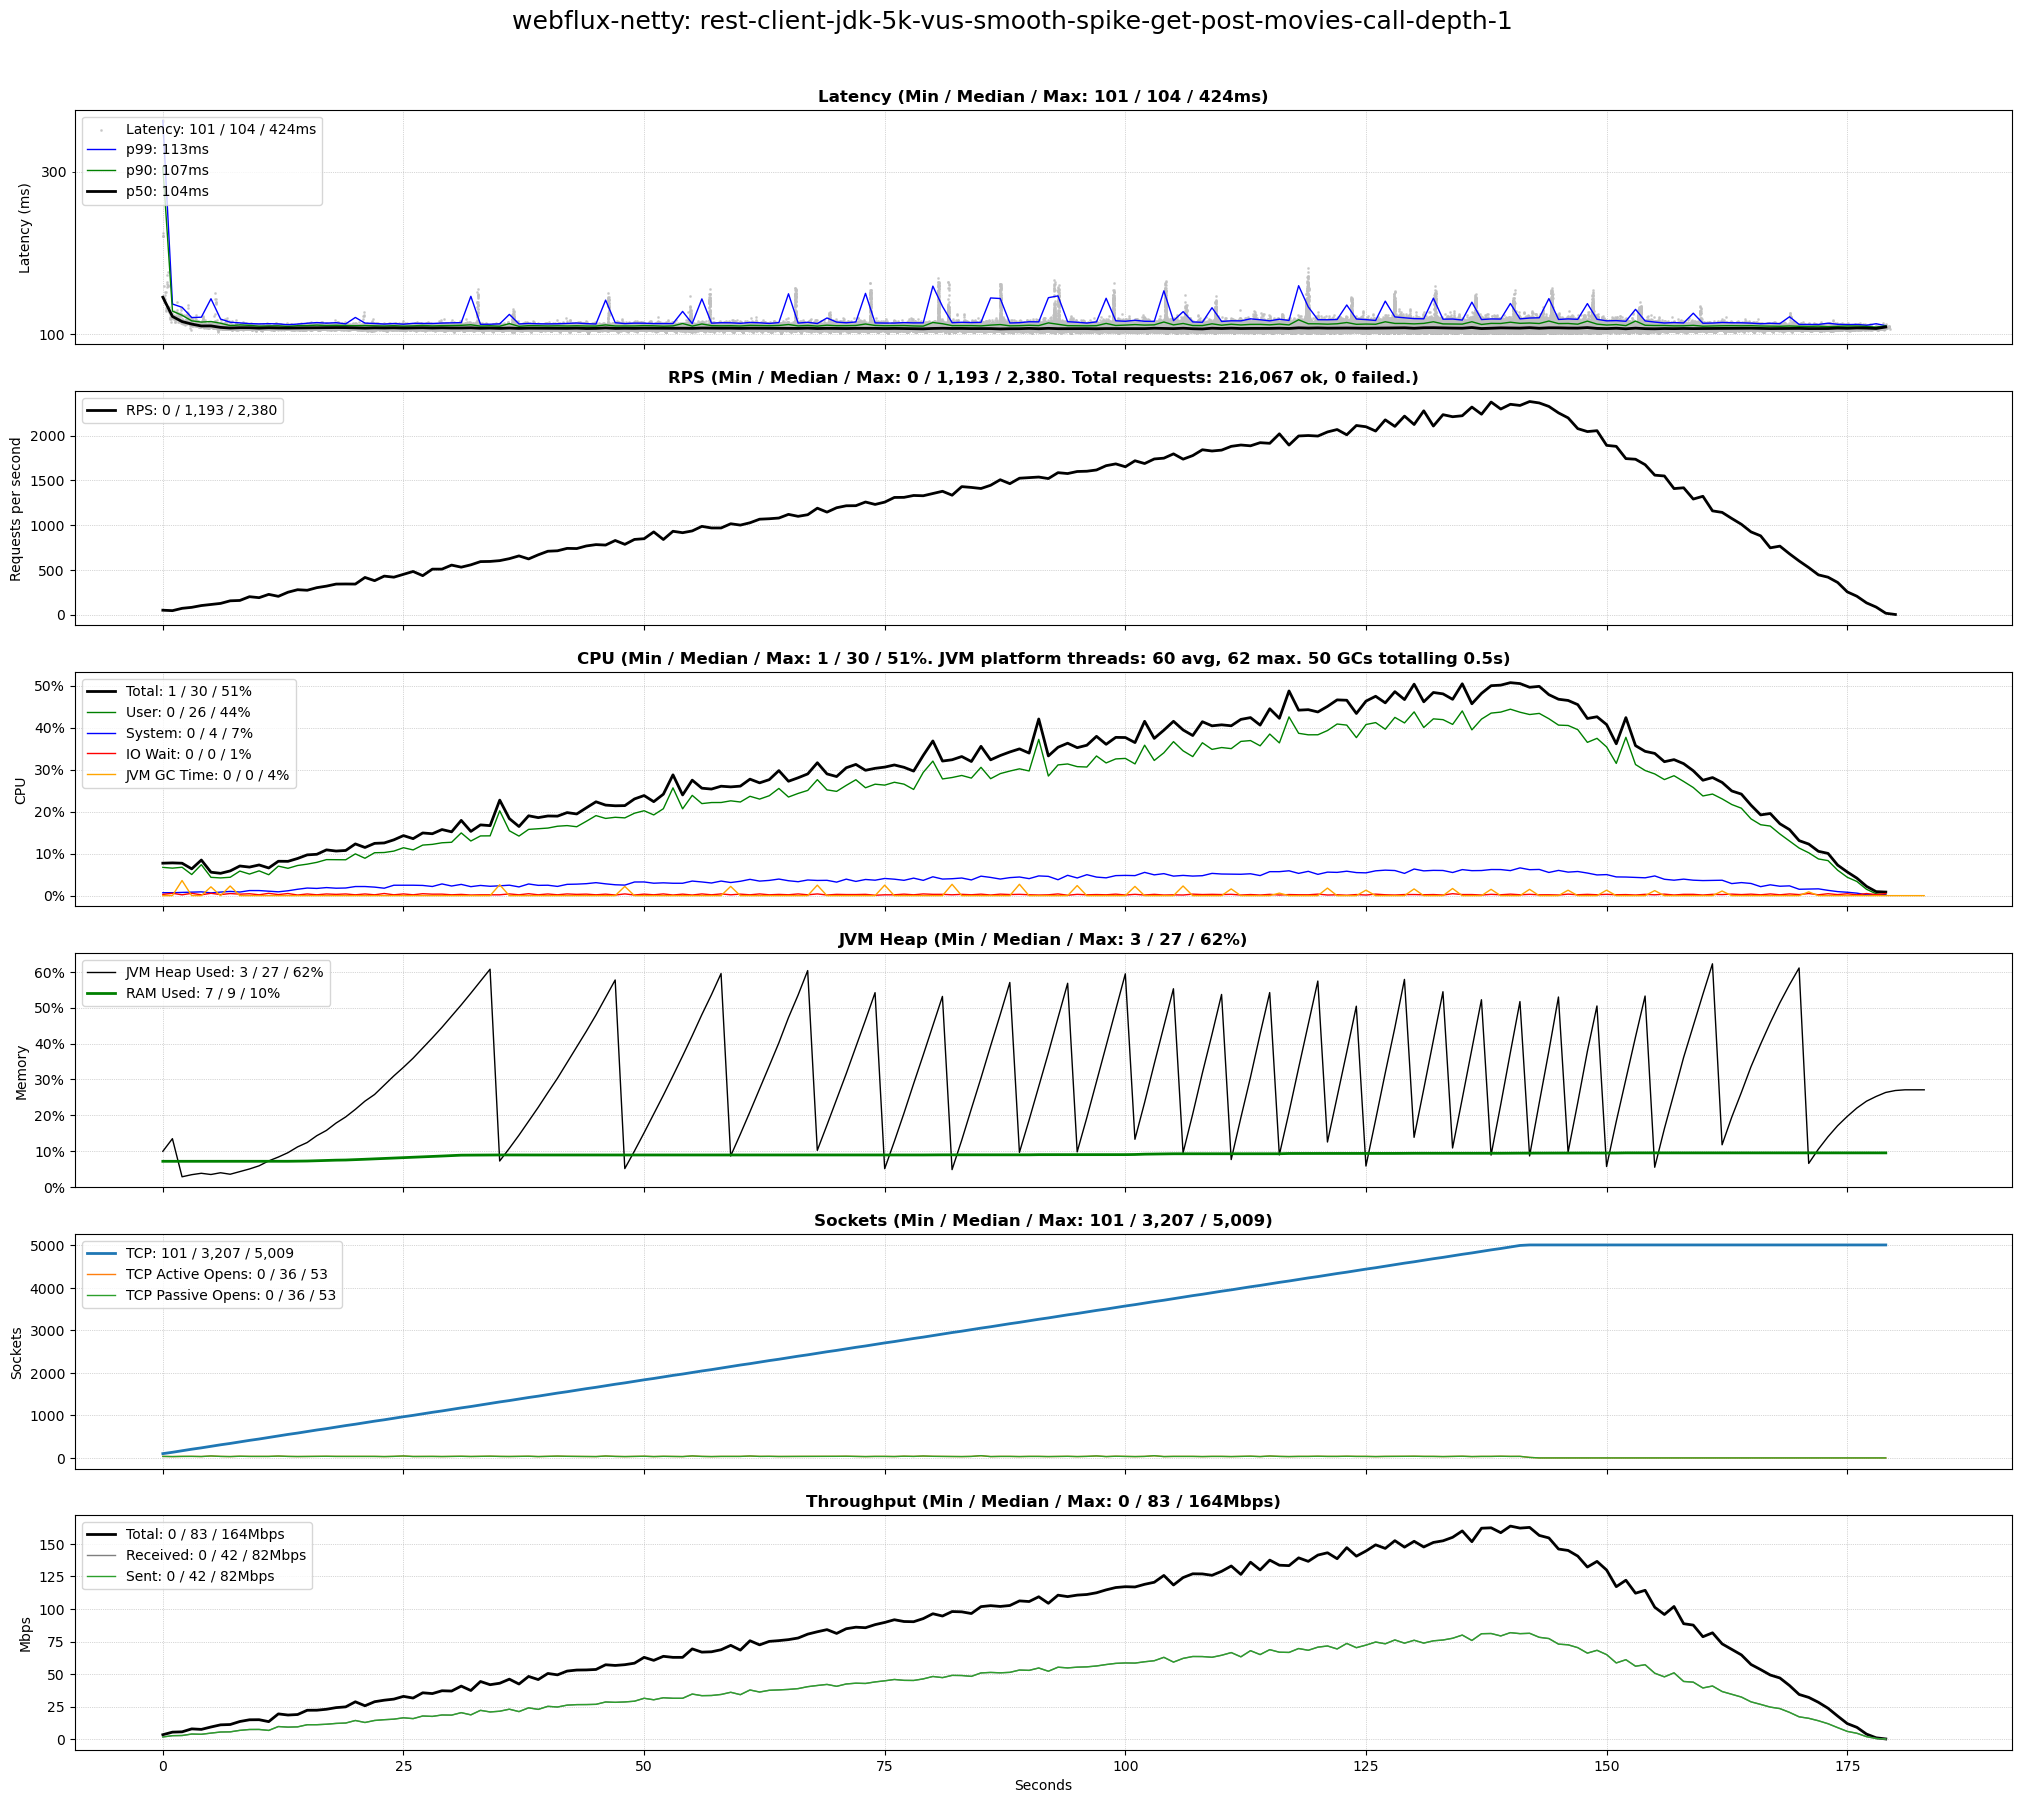 webflux-netty: rest-client-jdk-5k-vus-smooth-spike-get-post-movies-call-depth-1
Latency (Min / Median / Max: 101 / 104 / 424ms)
Latency: 101 / 104 / 424ms
p99: 113ms
p90: 107ms
p50: 104ms
300
100
Latency (ms)
RPS (Min / Median / Max: 0 / 1,193 / 2,380. Total requests: 216,067 ok, 0 failed.)
RPS: 0 / 1,193 / 2,380
2000
1500
1000
500
0
Requests per second
CPU (Min / Median / Max: 1 / 30 / 51%. JVM platform threads: 60 avg, 62 max. 50 GCs totalling 0.5s)
Total: 1 / 30 / 51%
User: 0 / 26 / 44%
System: 0 / 4 / 7%
IO Wait: 0 / 0 / 1%
JVM GC Time: 0 / 0 / 4%
50%
40%
30%
20%
10%
0%
CPU
JVM Heap (Min / Median / Max: 3 / 27 / 62%)
JVM Heap Used: 3 / 27 / 62%
RAM Used: 7 / 9 / 10%
60%
50%
40%
30%
20%
10%
0%
Memory
Sockets (Min / Median / Max: 101 / 3,207 / 5,009)
TCP: 101 / 3,207 / 5,009
TCP Active Opens: 0 / 36 / 53
TCP Passive Opens: 0 / 36 / 53
5000
4000
3000
2000
1000
0
Sockets
Throughput (Min / Median / Max: 0 / 83 / 164Mbps)
Total: 0 / 83 / 164Mbps
Received: 0 / 42 / 82Mbps
Sent: 0 / 42 / 82Mbps
150
125
100
75
50
25
0
Mbps
0 25 50 75 100 125 150 175
Seconds